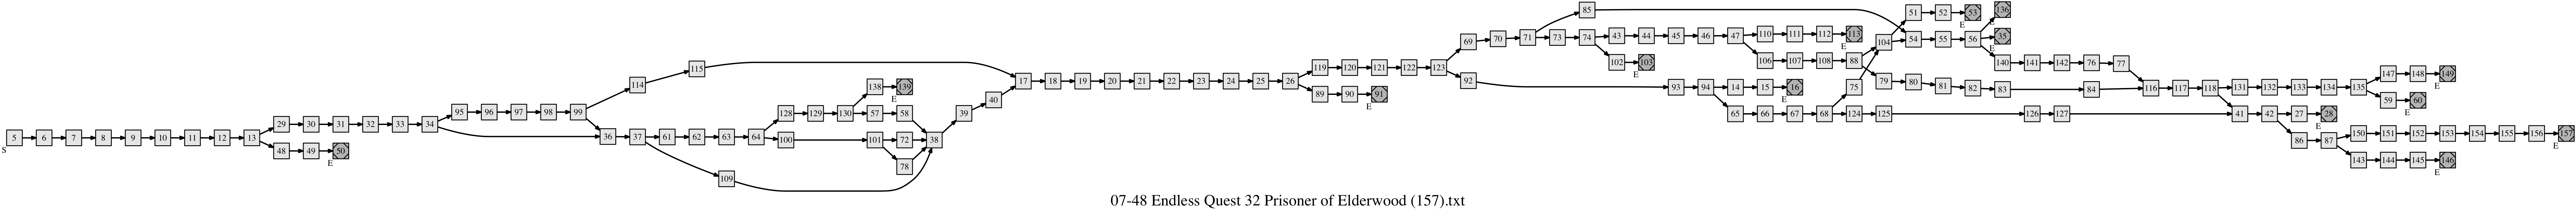 85 51 52 53 136
E E
69 70 71 73 74 43 44 45 46 47 110 111 112 113 104 54 55 56 35
E E
102 103 106 107 108 88 140 141 142 76 77
E
114 115 17 18 19 20 21 22 23 24 25 26 119 120 121 122 123 92 79 80 81 82 83 84 116 117 118 131 132 133 134 135 147 148 149
E
138 139 89 90 91 93 94 14 15 16 75 59 60
E E E E
95 96 97 98 99 128 129 130 57 58 39 40 65 66 67 68 124 125 126 127 41 42 27 28
E
5 6 7 8 9 10 11 12 13 29 30 31 32 33 34 36 37 61 62 63 64 100 101 72 38 86 87 150 151 152 153 154 155 156 157
S E
48 49 50 109 78 143 144 145 146
E E
07-48 Endless Quest 32 Prisoner of Elderwood (157).txt